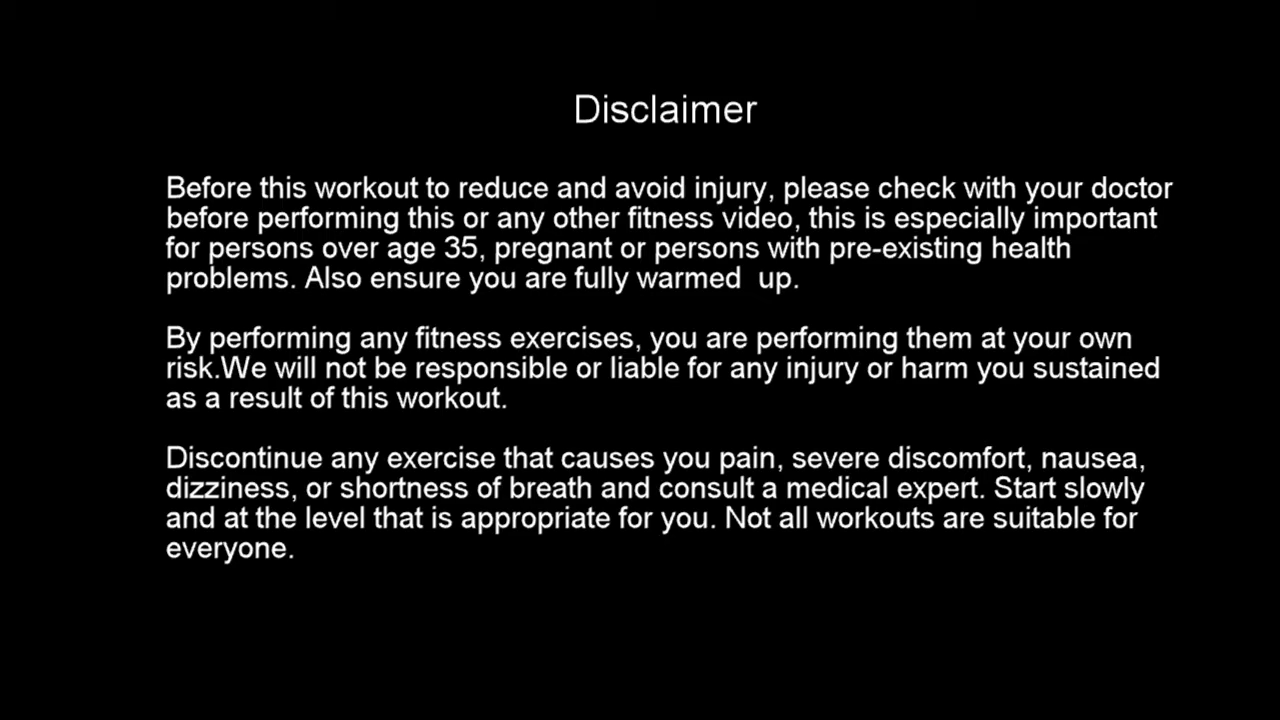 Disclaimer
Before this workout to reduce and avoid injury, please check with your doctor
before performing this or any other fitness video, this is especially important
for persons over age 35, pregnant or persons with pre-existing health
problems. Also ensure you are fully warmed  up.
By performing any fitness exercises, you are performing them at your own
risk.We will not be responsible or liable for any injury or harm you sustained
as a result of this workout.
Discontinue any exercise that causes you pain, severe discomfort, nausea,
dizziness, or shortness of breath and consult a medical expert. Start slowly
and at the level that is appropriate for you. Not all workouts are suitable for
everyone.